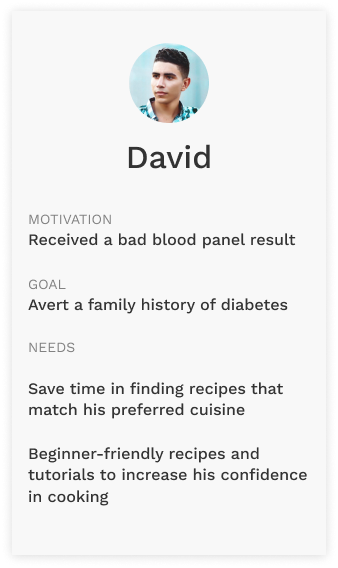 David
MOTIVATION
Received a bad blood panel result
GOAL
Avert a family history of diabetes
NEEDS
Save time in finding recipes that
match his preferred cuisine
Beginner-friendly recipes and
tutorials to increase his confidence
in cooking